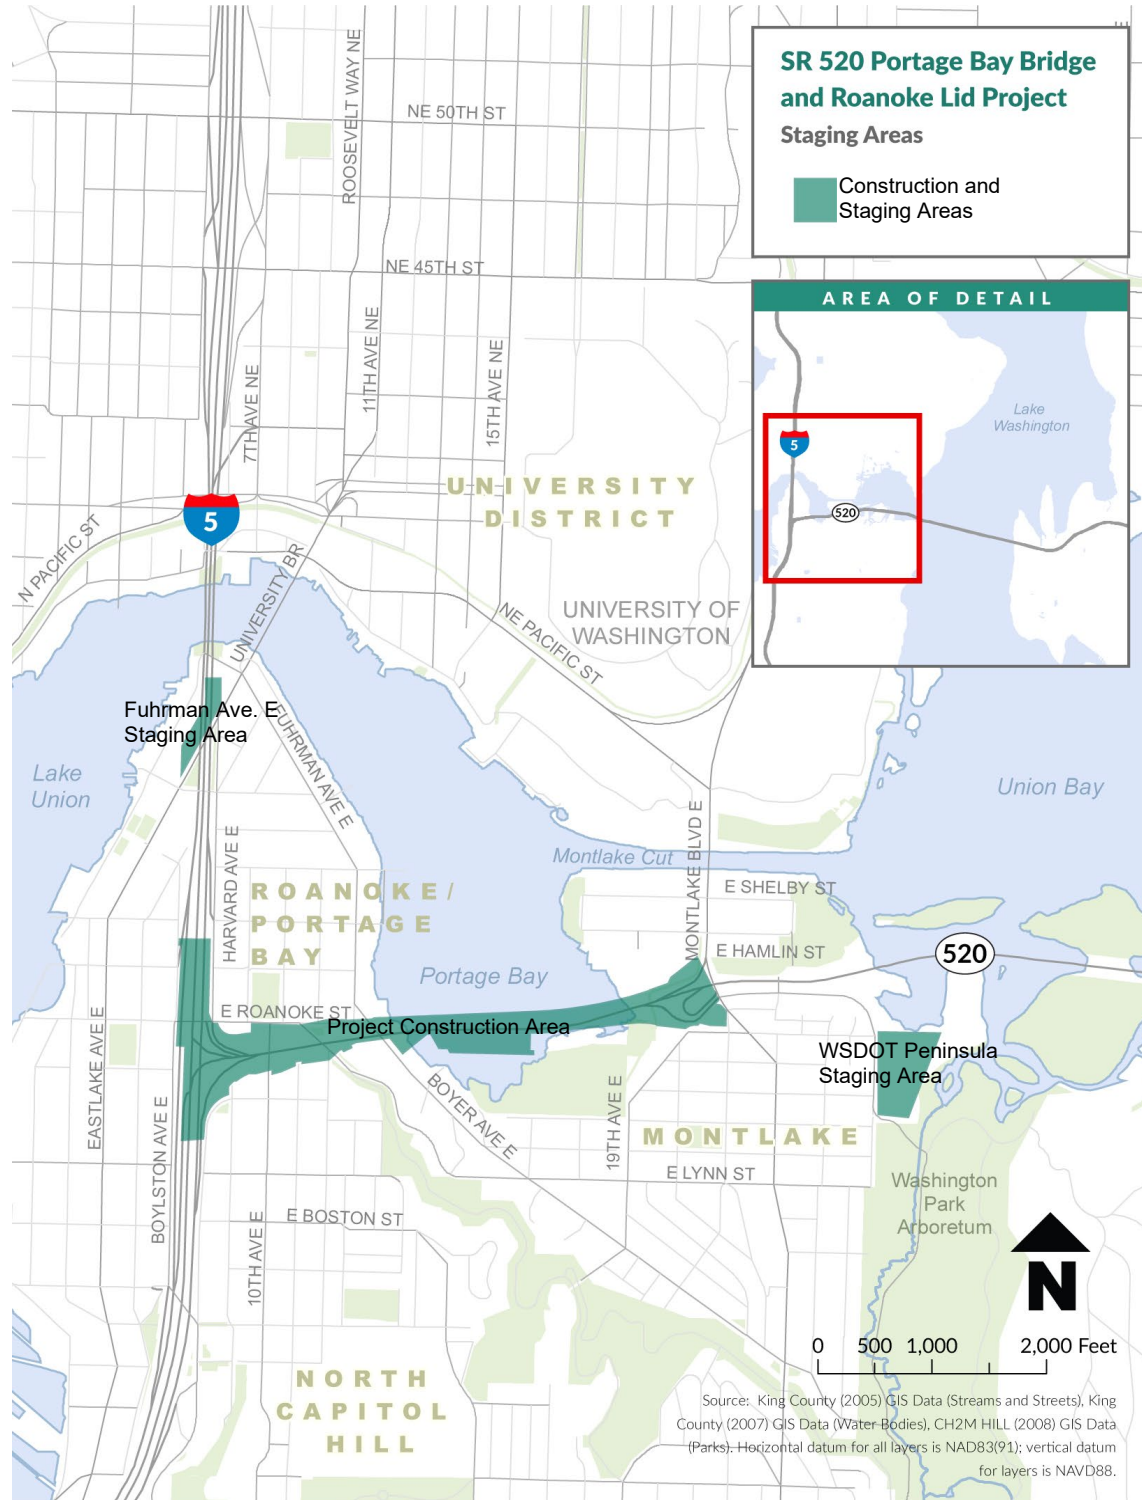 SR 520 Portage Bay Bridge
and Roanoke Lid Project
Staging Areas
Construction and
Staging Areas
AREA OF DETAIL
Lake
Washington
5
520
ROOSEVELT WAY NE
NE 50TH ST
NE 45TH ST
11TH AVE NE
15TH AVE NE
7TH AVE NE
UNIVERSITY
DISTRICT
5
N PACIFIC ST
UNIVERSITY BR
UNIVERSITY OF
WASHINGTON
NE PACIFIC ST
Fuhrman Ave. E
Staging Area
FUHRMAN AVE E
Lake
Union
Union Bay
MONTLAKE BLVD E
Montlake Cut
HARVARD AVE E
ROANOKE/
PORTAGE
BAY
E SHELBY ST
E HAMLIN ST
520
Portage Bay
E ROANOKE ST
Project Construction Area
EASTLAKE AVE E
WSDOT Peninsula
Staging Area
BOYER AVE E
19TH AVE E
BOYLSTON AVE E
MONTLAKE
E LYNN ST
Washington
Park
Arboretum
E BOSTON ST
10TH AVE E
N
0 500 1,000 2,000 Feet
NORTH
CAPITOL
HILL
Source: King County (2005) GIS Data (Streams and Streets), King
County (2007) GIS Data (Water Bodies), CH2M HILL (2008) GIS Data
(Parks). Horizontal datum for all layers is NAD83(91); vertical datum
for layers is NAVD88.